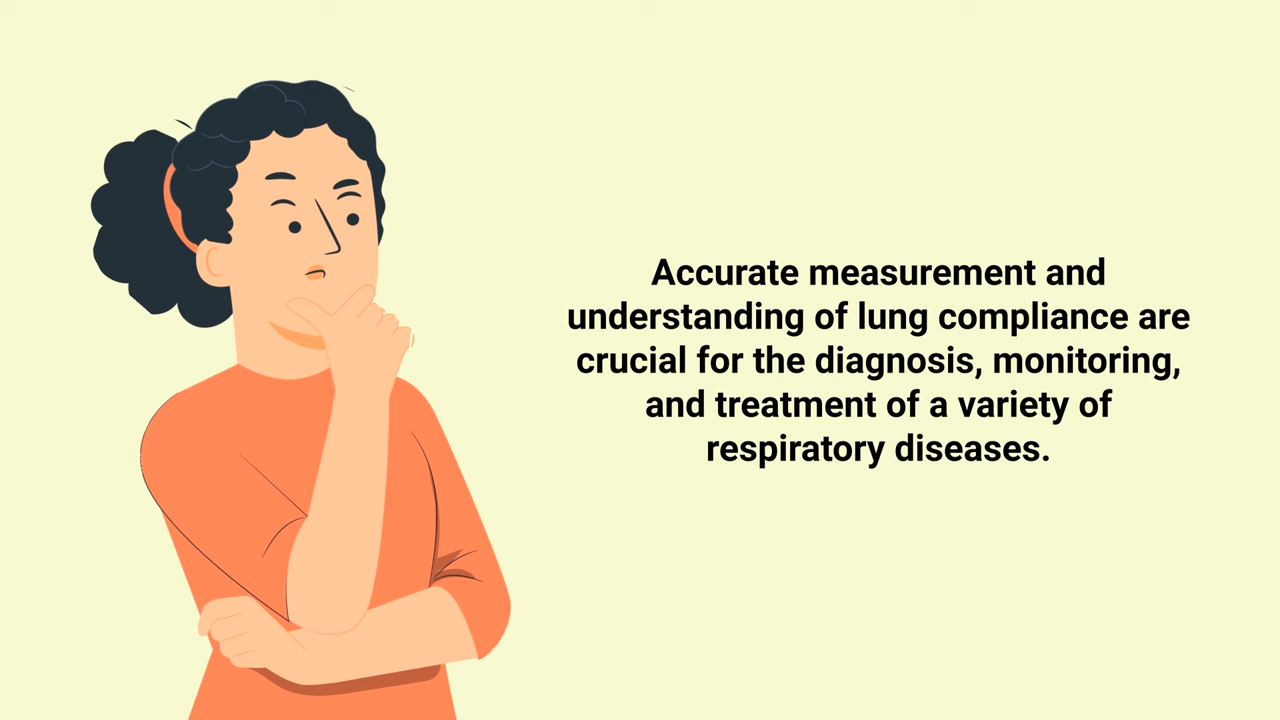 Accurate measurement and
understanding of lung compliance are
crucial for the diagnosis, monitoring,
and treatment of a variety of
respiratory diseases.